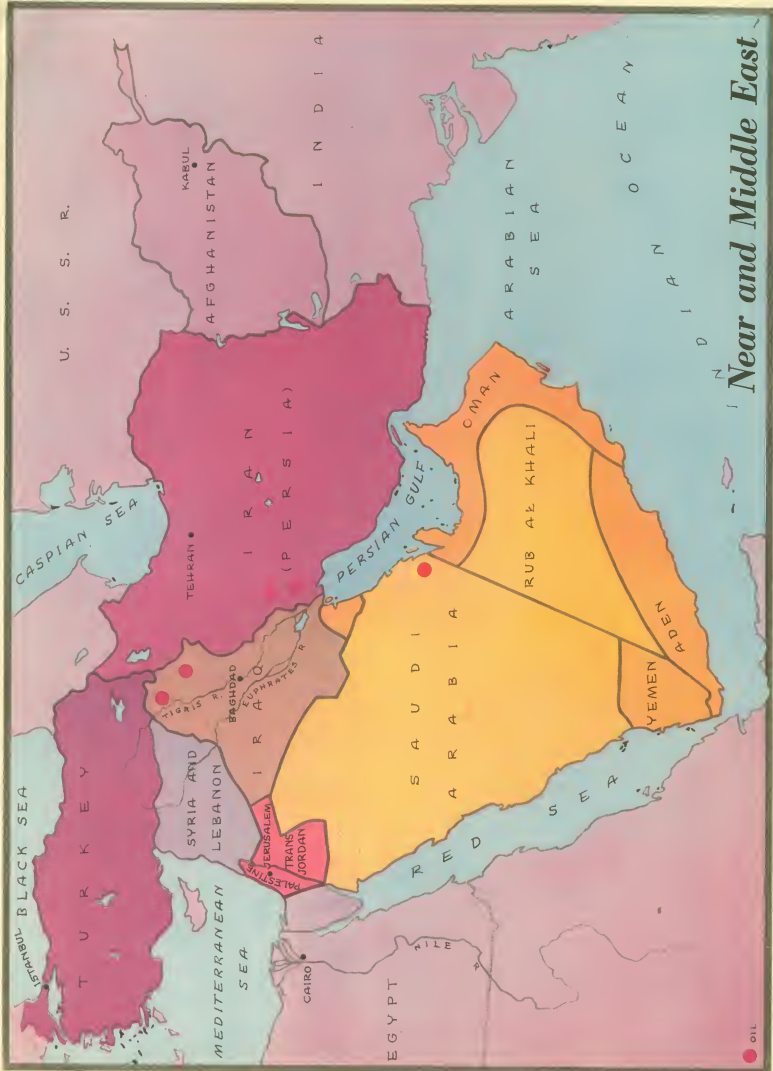 BLACK SEA
ISTANBUL
CASPIAN SEA
U. S. S. R.
TURKEY
TEHRAN
KABUL
TIGRIS R.
SYRIA AND
LEBANON
AFGHANISTAN
MEDITERRANEAN
SEA
BAGHDAD
EUPHRATES R
IRAQ
IRAN
(PERSIA)
INDIA
JERUSALEM
PALESTINE
TRANS
JORDAN
CAIRO
PERSIAN GULF
EGYPT
NILE R
SAUDI
ARABIA
RED SEA
OMAN
RUB AL KHALI
ARABIAN
SEA
YEMEN
ADEN
INDIAN OCEAN
OIL
Near and Middle East